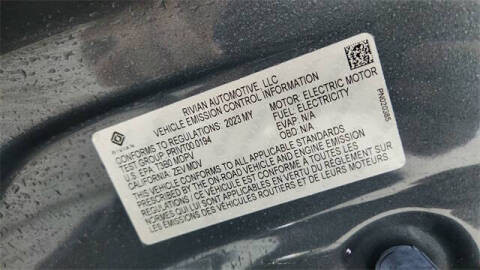 RIVIAN AUTOMOTIVE, LLC
VEHICLE EMISSION CONTROL INFORMATION
CONFORMS TO REGULATIONS: 2023 MY
TEST GROUP: PRIVT00.0194
U.S. EPA: T3B0 MDPV
CALIFORNIA: ZEV MDV
MOTOR: ELECTRIC MOTOR
FUEL: ELECTRICITY
EVAP: N/A
OBD: N/A
RIVIAN
PN020385
THIS VEHICLE CONFORMS TO ALL APPLICABLE STANDARDS
PRESCRIBED BY THE ON-ROAD VEHICLE AND ENGINE EMISSION
REGULATIONS / CE VÉHICULE EST CONFORME À TOUTES LES
NORMES QUI LUI SONT APPLICABLES EN VERTU DU RÈGLEMENT SUR
LES ÉMISSIONS DES VÉHICULES ROUTIERS ET DE LEURS MOTEURS.